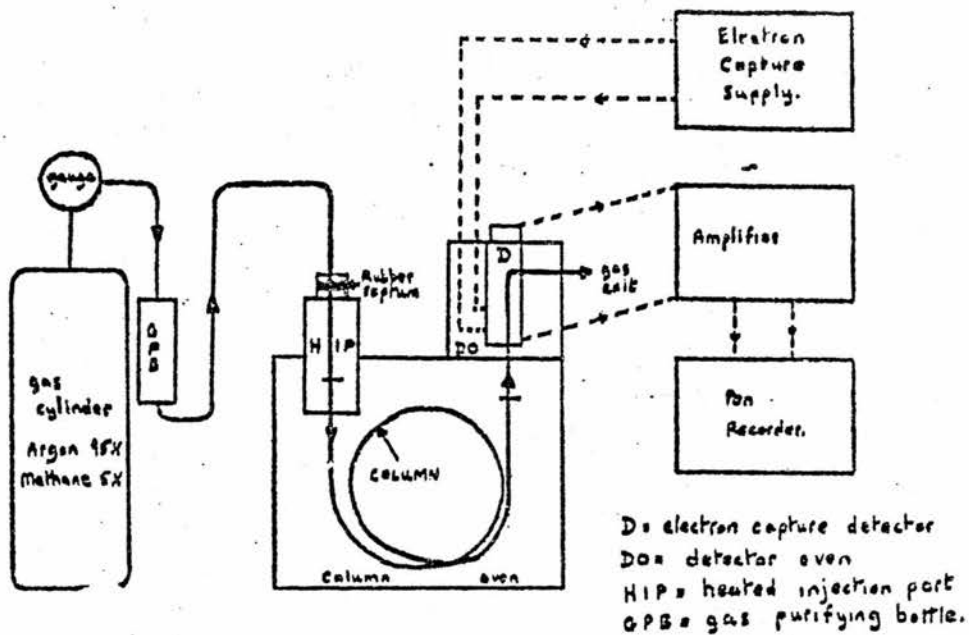 Electron
Capture
Supply.
gauge
Amplifier
Rubber
septum
D
gas
exit
G
P
B
H I P
DO
gas
cylinder
Argon 95%
Methane 5%
COLUMN
Pen
Recorder.
column oven
D = electron capture detector
DO = detector oven
HIP = heated injection port
GPB = gas purifying bottle.